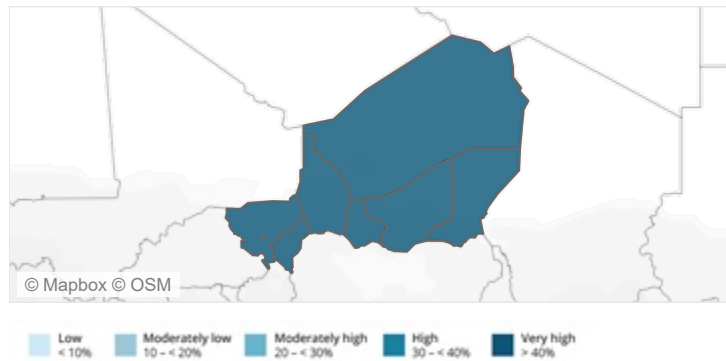 © Mapbox © OSM
Low
< 10%
Moderately low
10 – < 20%
Moderately high
20 – < 30%
High
30 – < 40%
Very high
> 40%